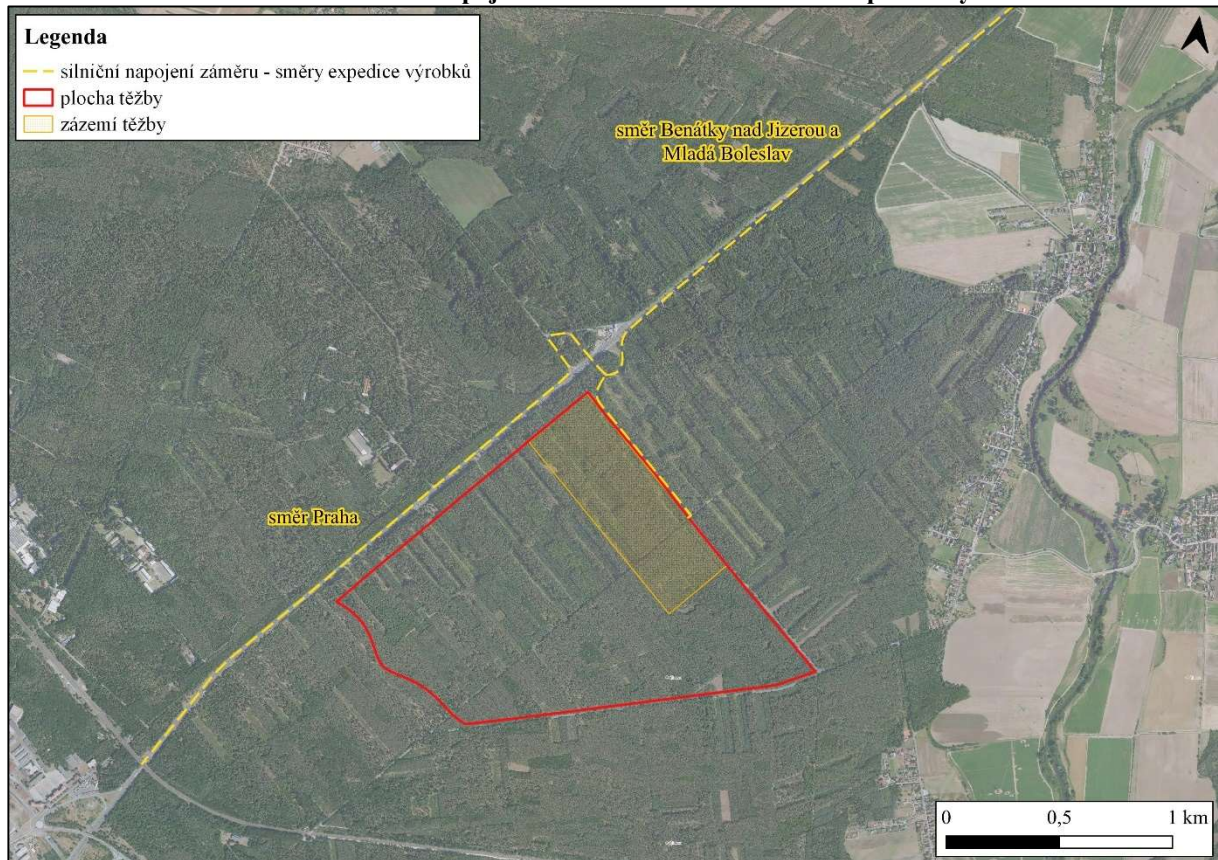 Legenda
silniční napojení záměru - směry expedice výrobků
plocha těžby
zázemí těžby
směr Benátky nad Jizerou a
Mladá Boleslav
směr Praha
0 0,5 1 km